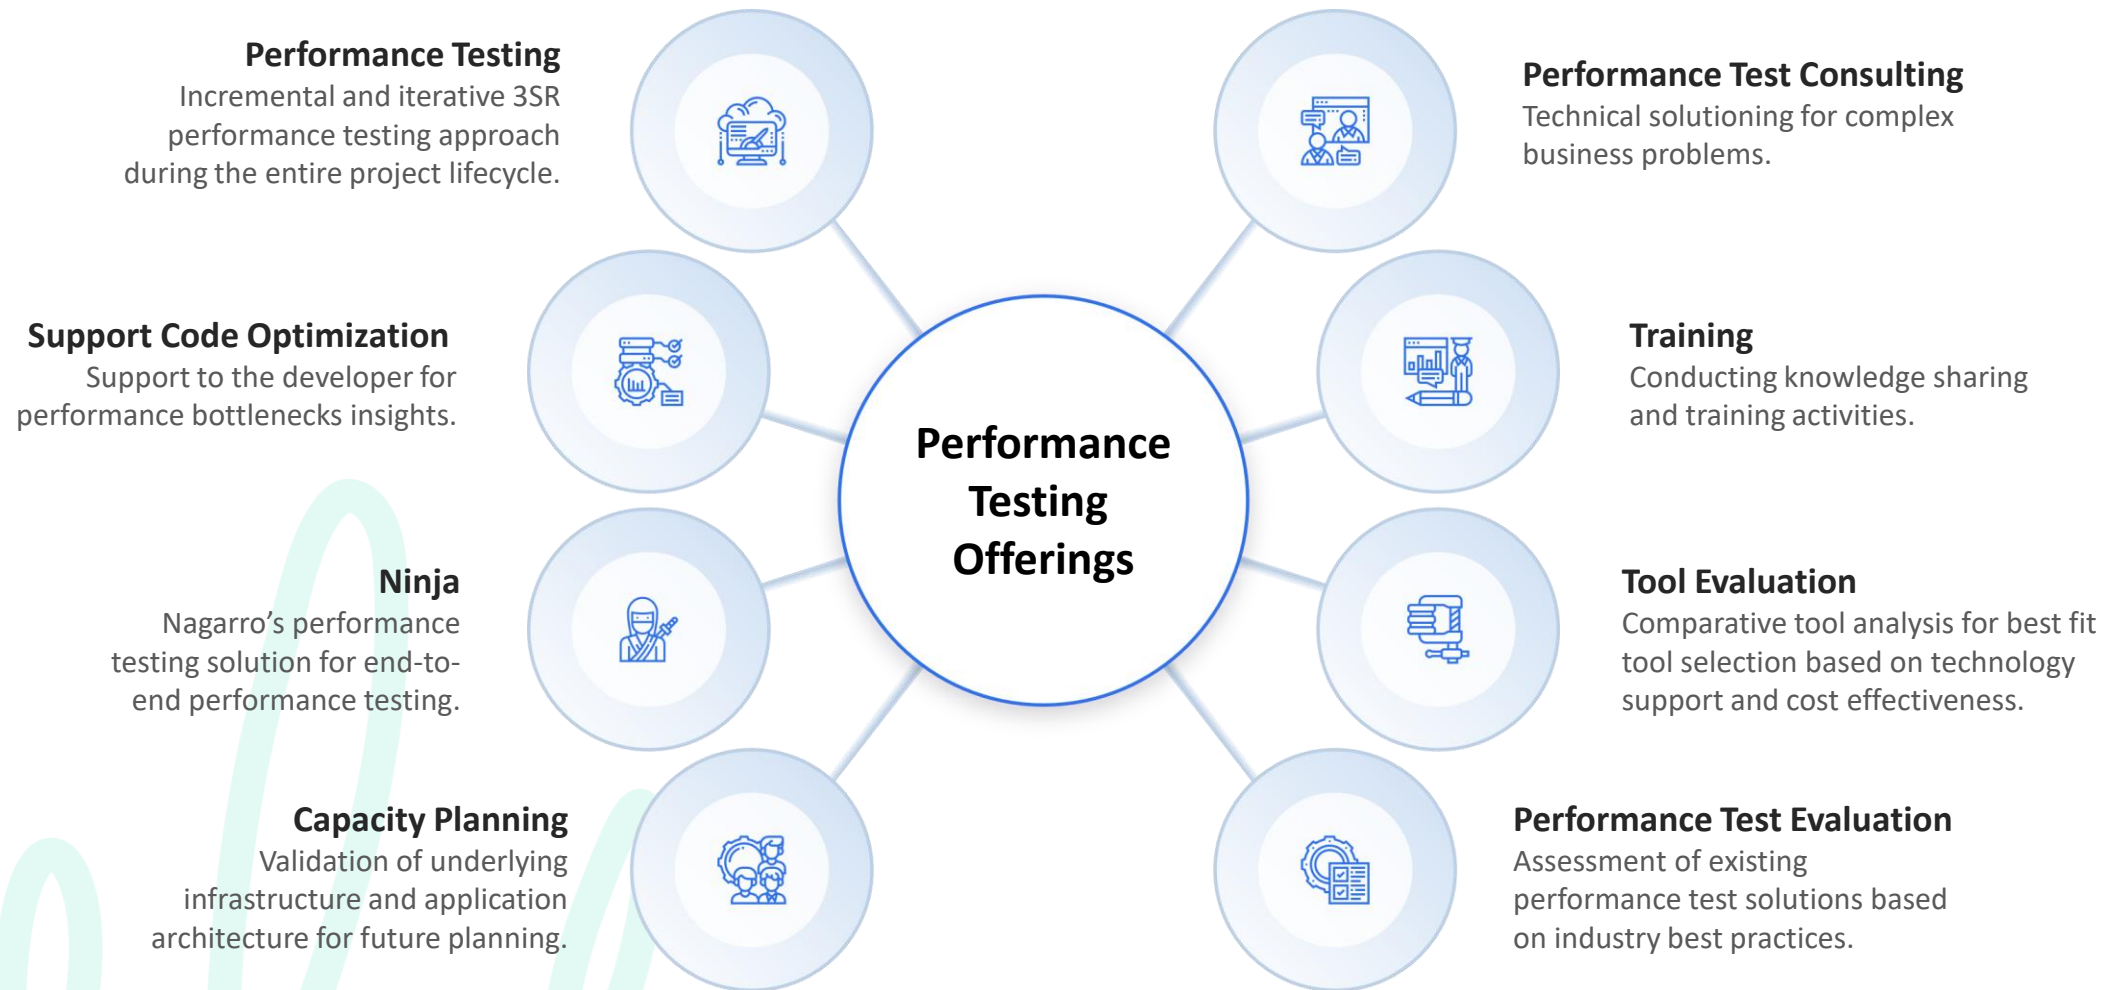 Performance Testing
Incremental and iterative 3SR
performance testing approach
during the entire project lifecycle.
Support Code Optimization
Support to the developer for
performance bottlenecks insights.
Ninja
Nagarro’s performance
testing solution for end-to-
end performance testing.
Capacity Planning
Validation of underlying
infrastructure and application
architecture for future planning.
Performance
Testing
Offerings
Performance Test Consulting
Technical solutioning for complex
business problems.
Training
Conducting knowledge sharing
and training activities.
Tool Evaluation
Comparative tool analysis for best fit
tool selection based on technology
support and cost effectiveness.
Performance Test Evaluation
Assessment of existing
performance test solutions based
on industry best practices.